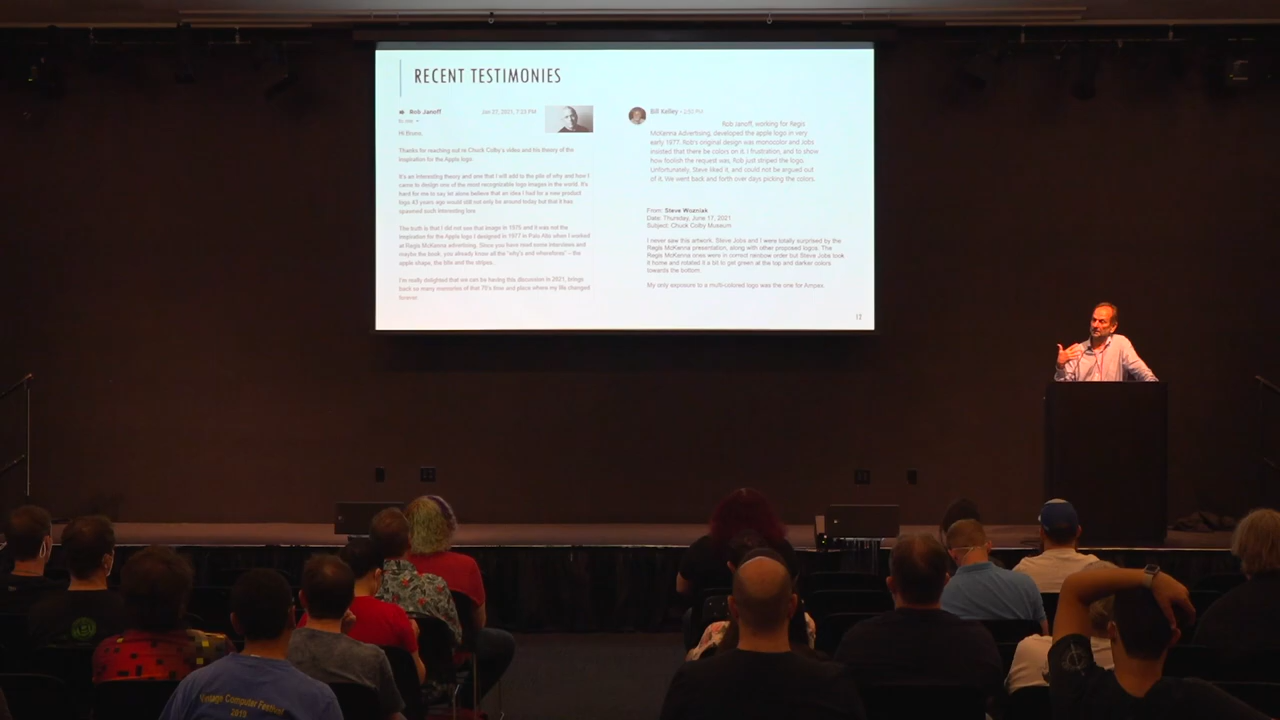 RECENT TESTIMONIES
Rob Janoff
Jun 27, 2021, 7:23 PM
to me
Hi Bruno,
Thanks for reaching out re Chuck Colby's video and his theory of the
inspiration for the Apple logo.
It's an interesting theory and one that I will add to the pile of why and how I
came to design one of the most recognizable logo images in the world. It's
hard for me to say let alone believe that an idea I had for a new product
logo 43 years ago would still not only be around today but that it has
spawned such interesting lore.
The truth is that I did not see that image in 1975 and it was not the
inspiration for the Apple logo I designed in 1977 in Palo Alto when I worked
at Regis McKenna advertising. Since you have read some interviews and
maybe the book, you already know all the 'why's and wherefores' – the
apple shape, the bite and the stripes.
I'm really delighted that we can be having this discussion in 2021, brings
back so many memories of that 70's time and place where my life changed
forever.
Bill Kelley • 2:50 PM
Rob Janoff, working for Regis
McKenna Advertising, developed the apple logo in very
early 1977. Rob's original design was monocolor and Jobs
insisted that there be colors on it. I frustration, and to show
how foolish the request was, Rob just striped the logo.
Unfortunately, Steve liked it, and could not be argued out
of it. We went back and forth over days picking the colors.
From: Steve Wozniak
Date: Thursday, June 17, 2021
Subject: Chuck Colby Museum
I never saw this artwork. Steve Jobs and I were totally surprised by the
Regis McKenna presentation, along with other proposed logos. The
Regis McKenna ones were in correct rainbow order but Steve Jobs took
it home and rotated it a bit to get green at the top and darker colors
towards the bottom
My only exposure to a multi-colored logo was the one for Ampex.
17
Vintage Computer Festival
2019